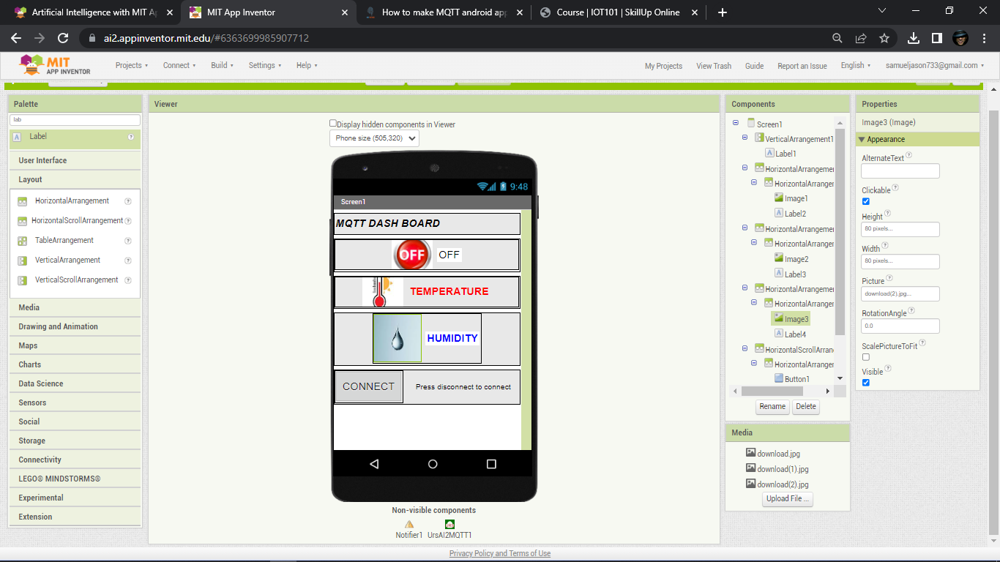 Artificial Intelligence with MIT Ap
MIT App Inventor
How to make MQTT android app
Course | IOT101 | SkillUp Online
ai2.appinventor.mit.edu/#6363699985907712
MIT
APP INVENTOR
Projects
Connect
Build
Settings
Help
My Projects
View Trash
Guide
Report an Issue
English
samueljason733@gmail.com
Palette
lab
Label
User Interface
Layout
HorizontalArrangement
HorizontalScrollArrangement
TableArrangement
VerticalArrangement
VerticalScrollArrangement
Media
Drawing and Animation
Maps
Charts
Data Science
Sensors
Social
Storage
Connectivity
LEGO® MINDSTORMS®
Experimental
Extension
Viewer
Display hidden components in Viewer
Phone size (505,320)
9:48
Screen1
MQTT DASH BOARD
OFF OFF
TEMPERATURE
HUMIDITY
CONNECT Press disconnect to connect
Non-visible components
Notifier1 UrsAI2MQTT1
Components
Screen1
VerticalArrangement1
Label1
HorizontalArrangemer
HorizontalArranger
Image1
Label2
HorizontalArrangemer
HorizontalArranger
Image2
Label3
HorizontalArrangemer
HorizontalArranger
Image3
Label4
HorizontalScrollArran
HorizontalArranger
Button1
Rename Delete
Media
download.jpg
download(1).jpg
download(2).jpg
Upload File ...
Properties
Image3 (Image)
Appearance
AlternateText
Clickable
Height
80 pixels...
Width
80 pixels...
Picture
download(2).jpg...
RotationAngle
0.0
ScalePictureToFit
Visible
Privacy Policy and Terms of Use